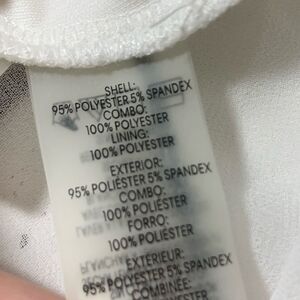 SHELL:
95% POLYESTER 5% SPANDEX
COMBO:
100% POLYESTER
LINING:
100% POLYESTER
EXTERIOR:
95% POLIÉSTER 5% SPANDEX
COMBO:
100% POLIÉSTER
FORRO:
100% POLIÉSTER
EXTÉRIEUR:
95% POLYESTER 5% SPANDEX
COMBINÉE: